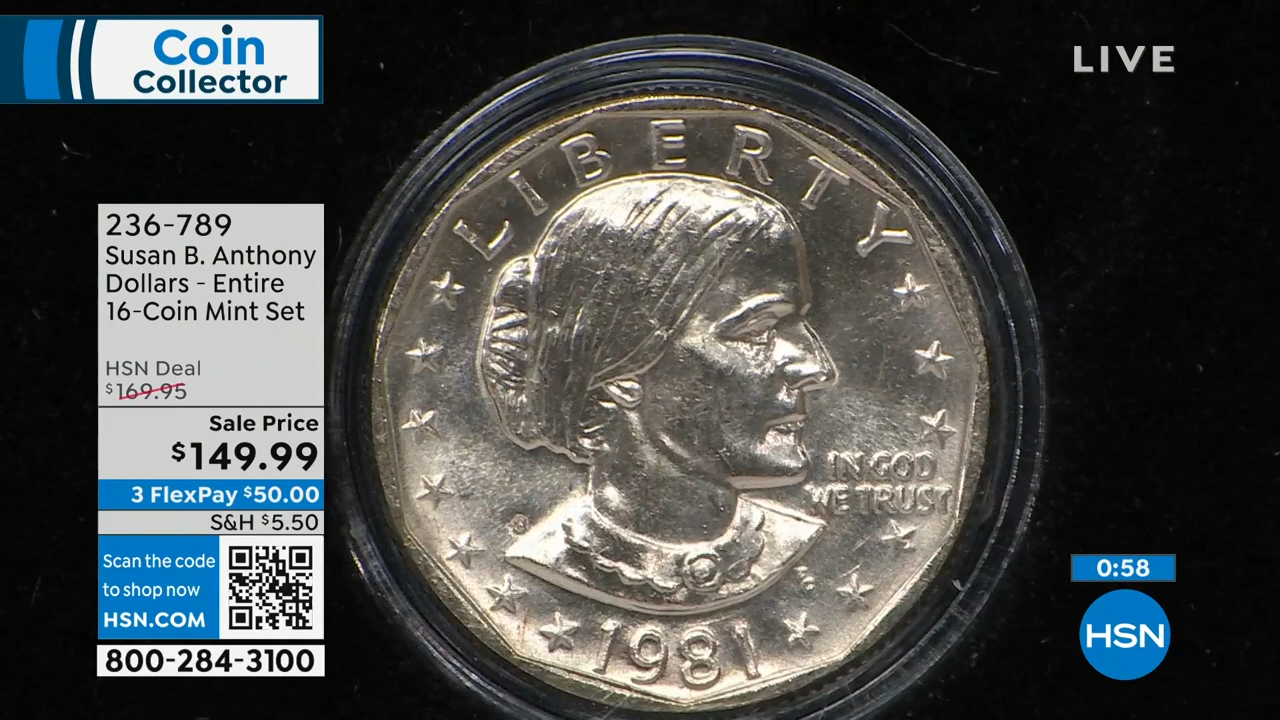 Coin
Collector
LIVE
236-789
Susan B. Anthony
Dollars - Entire
16-Coin Mint Set
HSN Deal
$169.95
Sale Price
$149.99
3 FlexPay $50.00
S&H $5.50
Scan the code
to shop now
HSN.COM
800-284-3100
LIBERTY
IN GOD
WE TRUST
S
1981
0:58
HSN